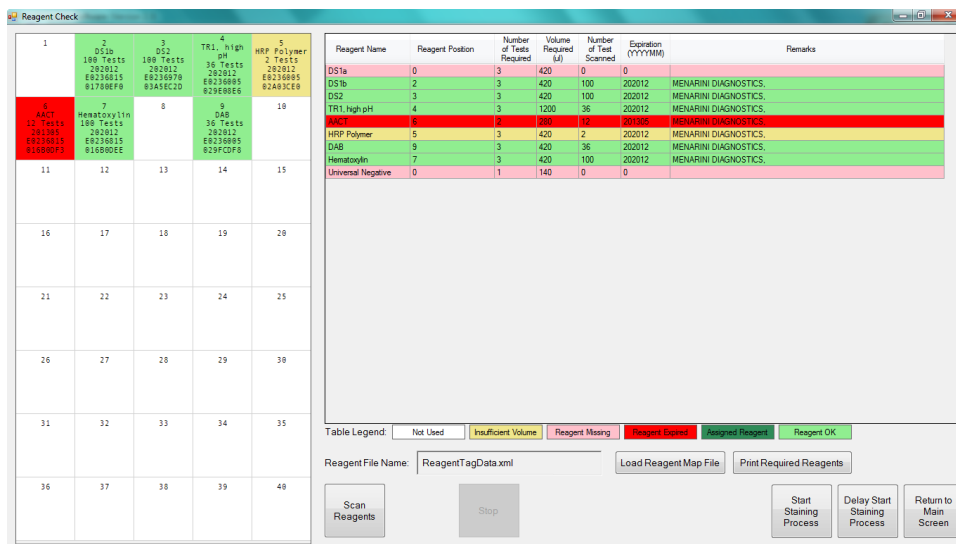 Reagent Check
1
2
DS1b
100 Tests
202012
E0236815
01780EF0
3
DS2
100 Tests
202012
E0236970
03A5EC2D
4
TR1, high
pH
36 Tests
202012
E0236005
029E08E6
5
HRP Polymer
2 Tests
202012
E0236005
02A03CE0
6
AACT
12 Tests
201305
E0236815
016B0DF3
7
Hematoxylin
100 Tests
202012
E0236815
016B0DEE
8
9
DAB
36 Tests
202012
E0236005
029FCDF8
10
11 12 13 14 15
16 17 18 19 20
21 22 23 24 25
26 27 28 29 30
31 32 33 34 35
36 37 38 39 40
Reagent Name Reagent Position Number of Tests Required Volume Required (ul) Number of Test Scanned Expiration (YYYYMM) Remarks
DS1a 0 3 420 0 0
DS1b 2 3 420 100 202012 MENARINI DIAGNOSTICS,
DS2 3 3 420 100 202012 MENARINI DIAGNOSTICS,
TR1, high pH 4 3 1200 36 202012 MENARINI DIAGNOSTICS,
AACT 6 2 280 12 201305 MENARINI DIAGNOSTICS,
HRP Polymer 5 3 420 2 202012 MENARINI DIAGNOSTICS,
DAB 9 3 420 36 202012 MENARINI DIAGNOSTICS,
Hematoxylin 7 3 420 100 202012 MENARINI DIAGNOSTICS,
Universal Negative 0 1 140 0 0
Table Legend: Not Used Insufficient Volume Reagent Missing Reagent Expired Assigned Reagent Reagent OK
Reagent File Name: ReagentTagData.xml Load Reagent Map File Print Required Reagents
Scan
Reagents
Stop
Start
Staining
Process
Delay Start
Staining
Process
Return to
Main
Screen